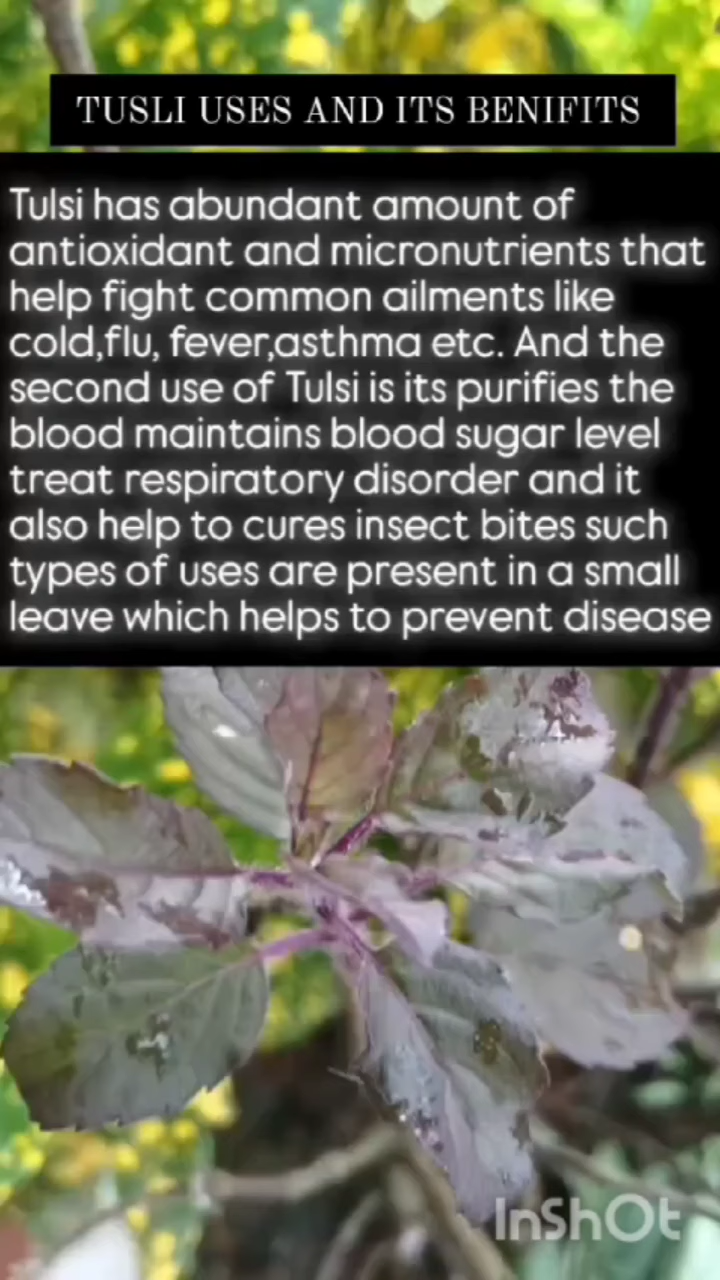 TUSLI USES AND ITS BENIFITS
Tulsi has abundant amount of
antioxidant and micronutrients that
help fight common ailments like
cold,flu, fever,asthma etc. And the
second use of Tulsi is its purifies the
blood maintains blood sugar level
treat respiratory disorder and it
also help to cures insect bites such
types of uses are present in a small
leave which helps to prevent disease
InShOt